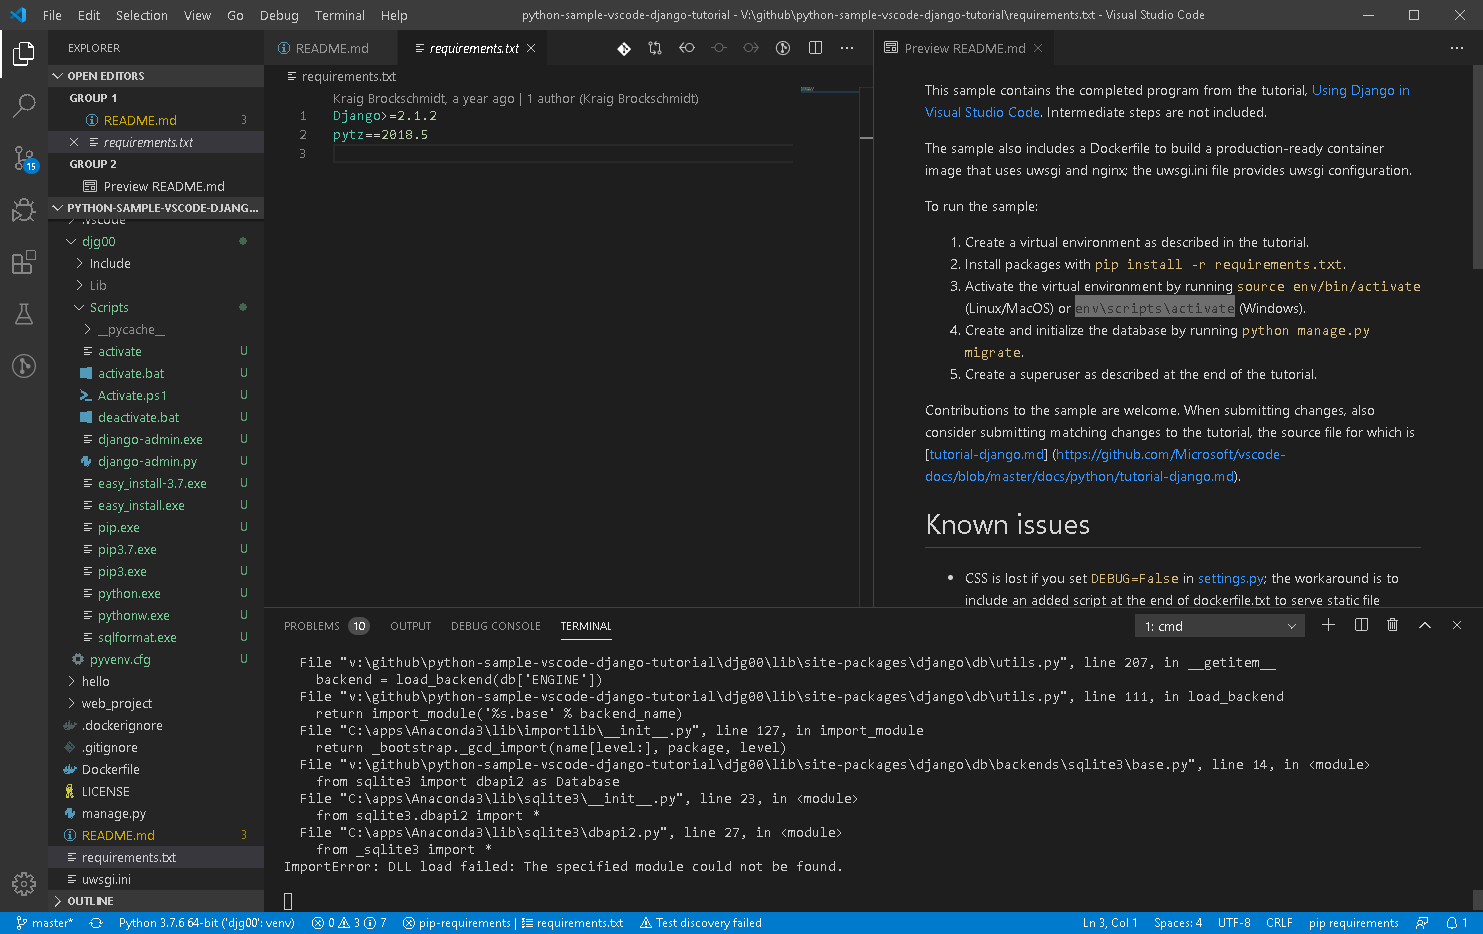 File Edit Selection View Go Debug Terminal Help python-sample-vscode-django-tutorial - V:\github\python-sample-vscode-django-tutorial\requirements.txt - Visual Studio Code
EXPLORER
OPEN EDITORS
GROUP 1
README.md 3
requirements.txt
GROUP 2
Preview README.md
PYTHON-SAMPLE-VSCODE-DJANG...
.vscode
djg00
Include
Lib
Scripts
__pycache__
activate U
activate.bat U
Activate.ps1 U
deactivate.bat U
django-admin.exe U
django-admin.py U
easy_install-3.7.exe U
easy_install.exe U
pip.exe U
pip3.7.exe U
pip3.exe U
python.exe U
pythonw.exe U
sqlformat.exe U
pyvenv.cfg U
hello
web_project
.dockerignore
.gitignore
Dockerfile
LICENSE
manage.py
README.md 3
requirements.txt
uwsgi.ini
OUTLINE
15
README.md requirements.txt
requirements.txt
Kraig Brockschmidt, a year ago | 1 author (Kraig Brockschmidt)
1 Django>=2.1.2
2 pytz==2018.5
3
Preview README.md
This sample contains the completed program from the tutorial, Using Django in
Visual Studio Code. Intermediate steps are not included.
The sample also includes a Dockerfile to build a production-ready container
image that uses uwsgi and nginx; the uwsgi.ini file provides uwsgi configuration.
To run the sample:
1. Create a virtual environment as described in the tutorial.
2. Install packages with pip install -r requirements.txt.
3. Activate the virtual environment by running source env/bin/activate
(Linux/MacOS) or env\scripts\activate (Windows).
4. Create and initialize the database by running python manage.py
migrate.
5. Create a superuser as described at the end of the tutorial.
Contributions to the sample are welcome. When submitting changes, also
consider submitting matching changes to the tutorial, the source file for which is
[tutorial-django.md] (https://github.com/Microsoft/vscode-
docs/blob/master/docs/python/tutorial-django.md).
Known issues
• CSS is lost if you set DEBUG=False in settings.py; the workaround is to
include an added script at the end of dockerfile.txt to serve static file
PROBLEMS 10 OUTPUT DEBUG CONSOLE TERMINAL 1: cmd
File "v:\github\python-sample-vscode-django-tutorial\djg00\lib\site-packages\django\db\utils.py", line 207, in __getitem__
backend = load_backend(db['ENGINE'])
File "v:\github\python-sample-vscode-django-tutorial\djg00\lib\site-packages\django\db\utils.py", line 111, in load_backend
return import_module('%s.base' % backend_name)
File "C:\apps\Anaconda3\lib\importlib\__init__.py", line 127, in import_module
return _bootstrap._gcd_import(name[level:], package, level)
File "v:\github\python-sample-vscode-django-tutorial\djg00\lib\site-packages\django\db\backends\sqlite3\base.py", line 14, in <module>
from sqlite3 import dbapi2 as Database
File "C:\apps\Anaconda3\lib\sqlite3\__init__.py", line 23, in <module>
from sqlite3.dbapi2 import *
File "C:\apps\Anaconda3\lib\sqlite3\dbapi2.py", line 27, in <module>
from _sqlite3 import *
ImportError: DLL load failed: The specified module could not be found.
master* Python 3.7.6 64-bit ('djg00': venv) 0 3 7 pip-requirements | requirements.txt Test discovery failed Ln 3, Col 1 Spaces: 4 UTF-8 CRLF pip requirements 1